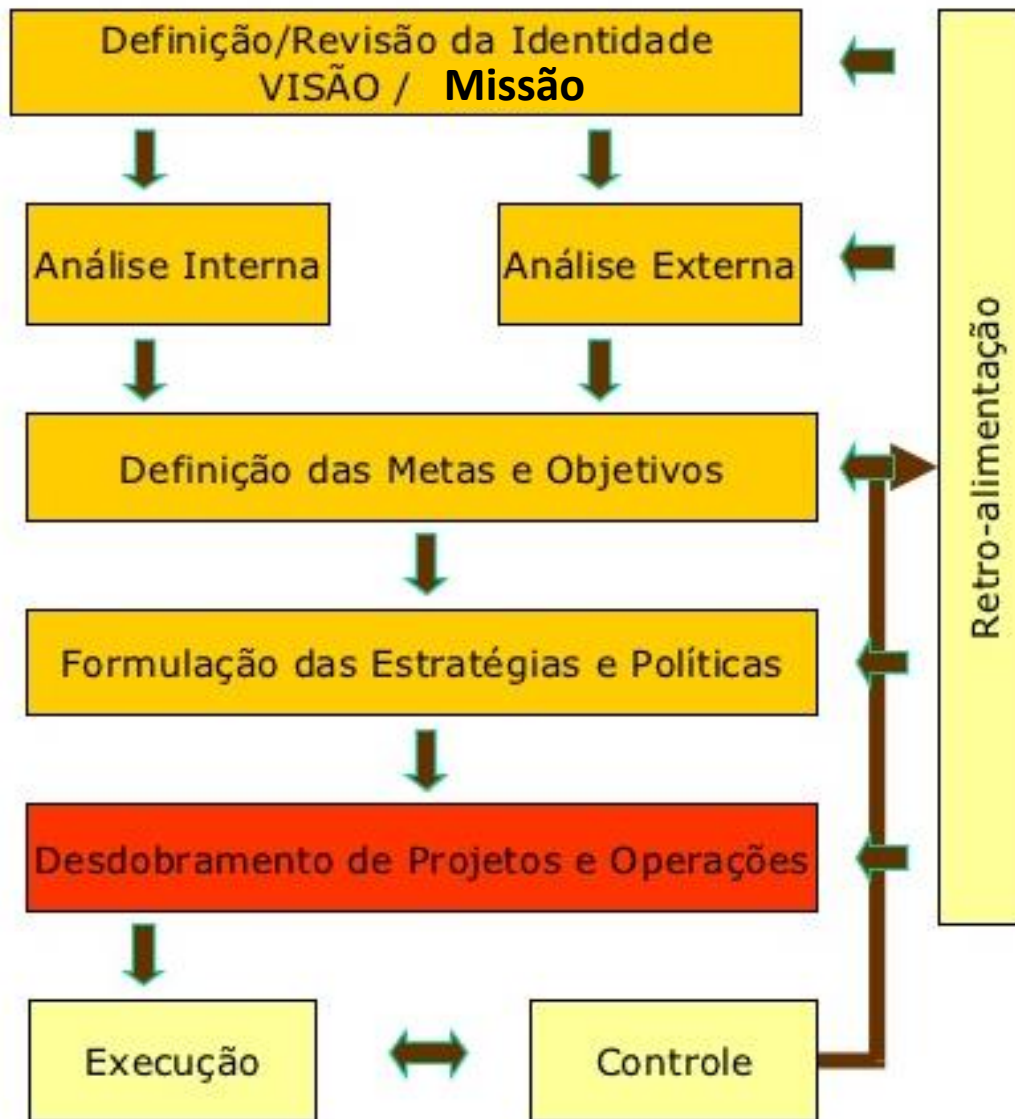 Definição/Revisão da Identidade
VISÃO / Missão
Análise Interna
Análise Externa
Definição das Metas e Objetivos
Formulação das Estratégias e Políticas
Desdobramento de Projetos e Operações
Execução
Controle
Retro-alimentação